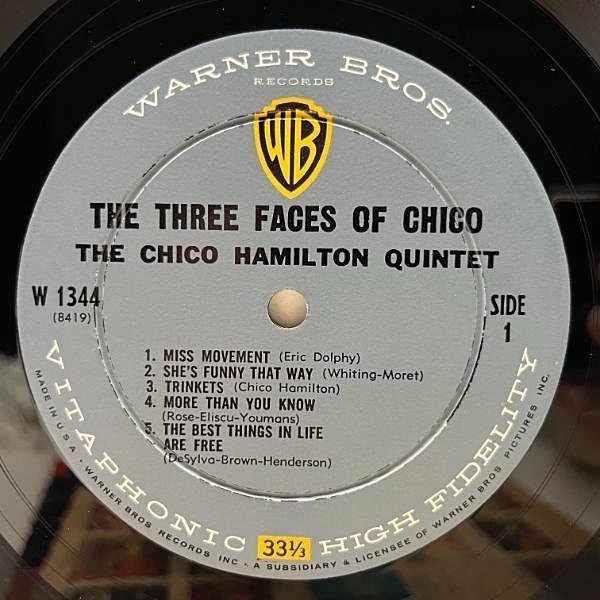 WARNER BROS.
RECORDS
WB
THE THREE FACES OF CHICO
THE CHICO HAMILTON QUINTET
W 1344
(8419)
SIDE
1
1. MISS MOVEMENT (Eric Dolphy)
2. SHE'S FUNNY THAT WAY (Whiting-Moret)
3. TRINKETS (Chico Hamilton)
4. MORE THAN YOU KNOW
(Rose-Eliscu-Youmans)
5. THE BEST THINGS IN LIFE
ARE FREE
(DeSylva-Brown-Henderson)
VITAPHONIC 33⅓ HIGH FIDELITY
MADE IN U.S.A. • WARNER BROS RECORDS INC • A SUBSIDIARY & LICENSEE OF WARNER BROS PICTURES INC.